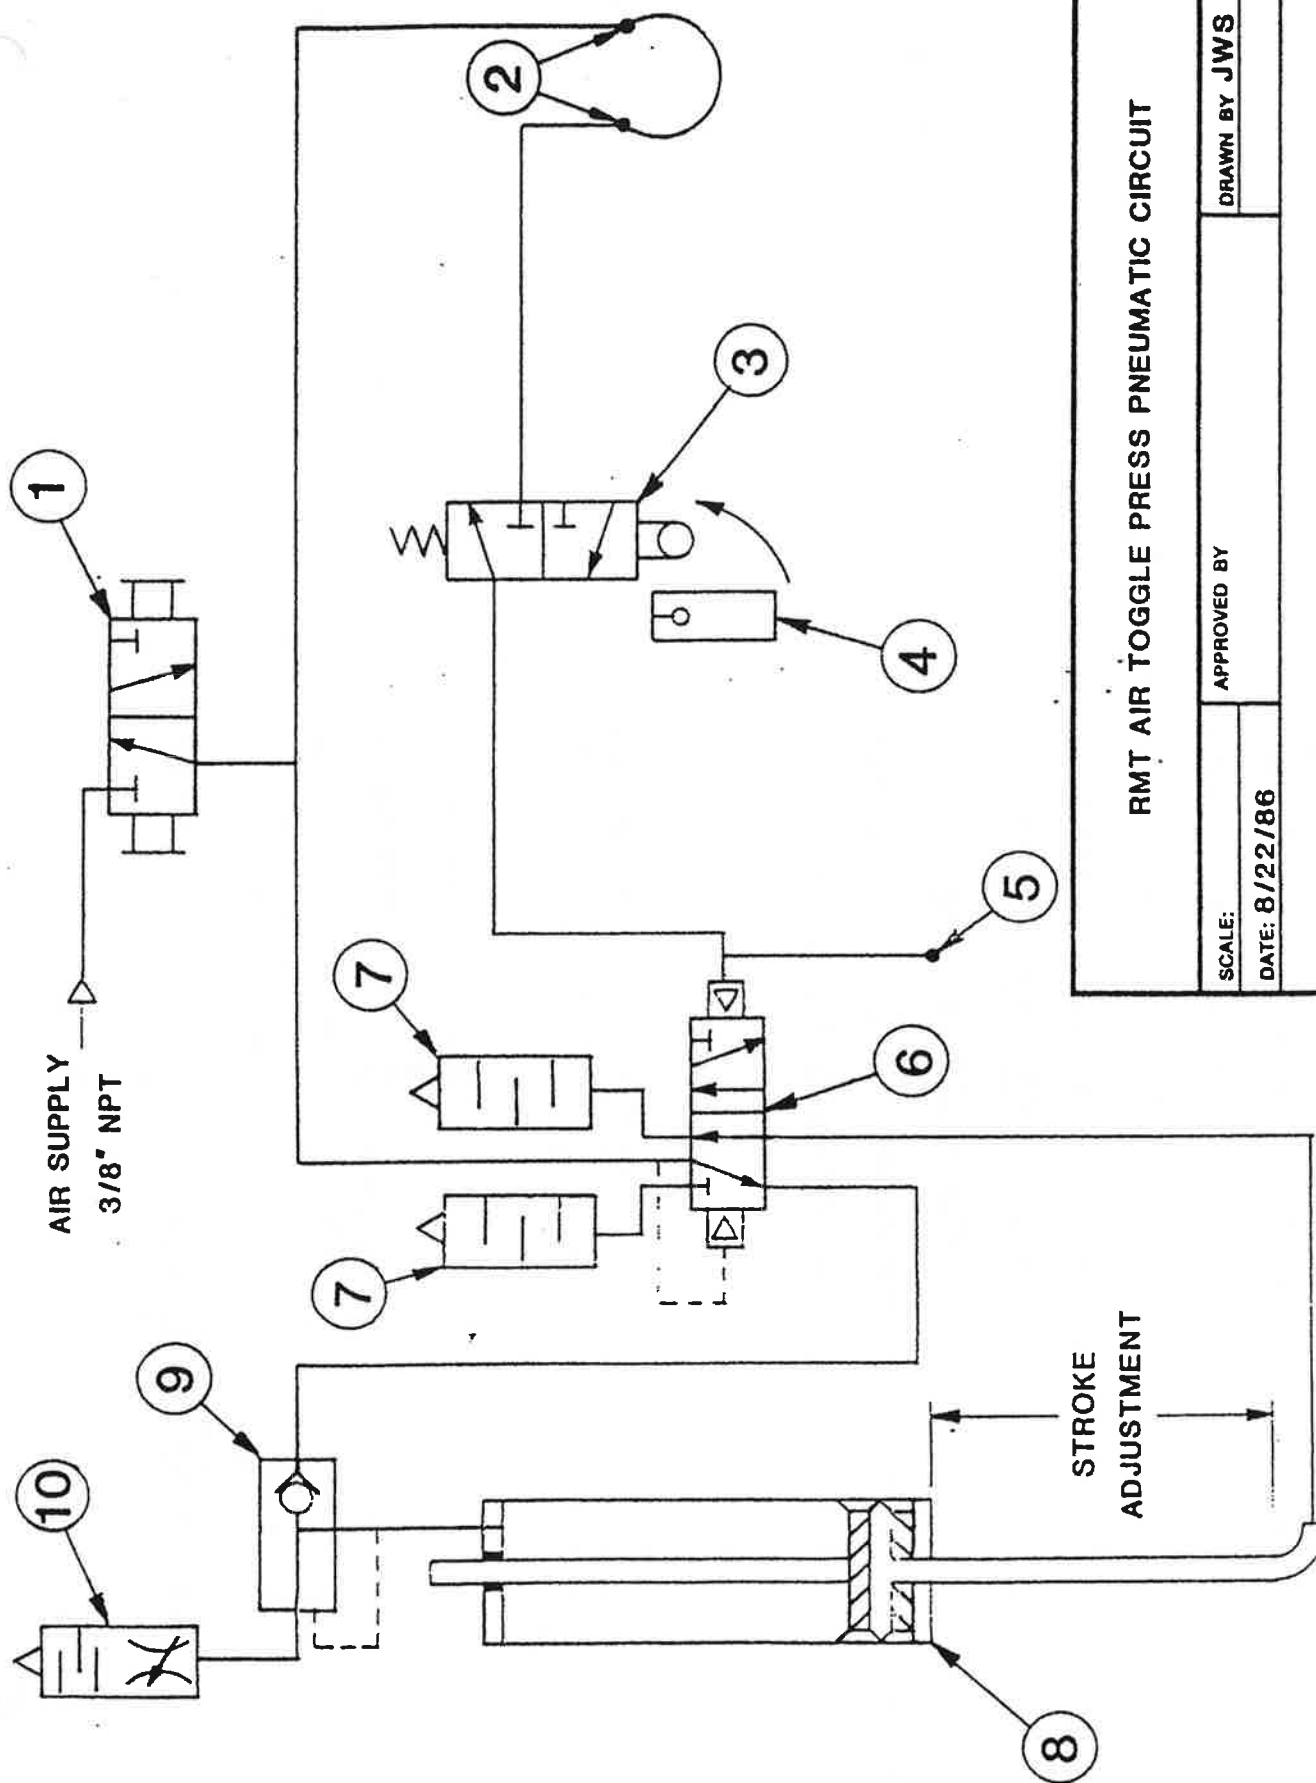 AIR SUPPLY
3/8" NPT
1
2
3
4
5
6
7
7
8
9
10
STROKE
ADJUSTMENT
RMT AIR TOGGLE PRESS PNEUMATIC CIRCUIT
SCALE:
APPROVED BY
DRAWN BY JWS
DATE: 8/22/86